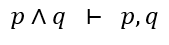 p ∧ q ⊢ p, q